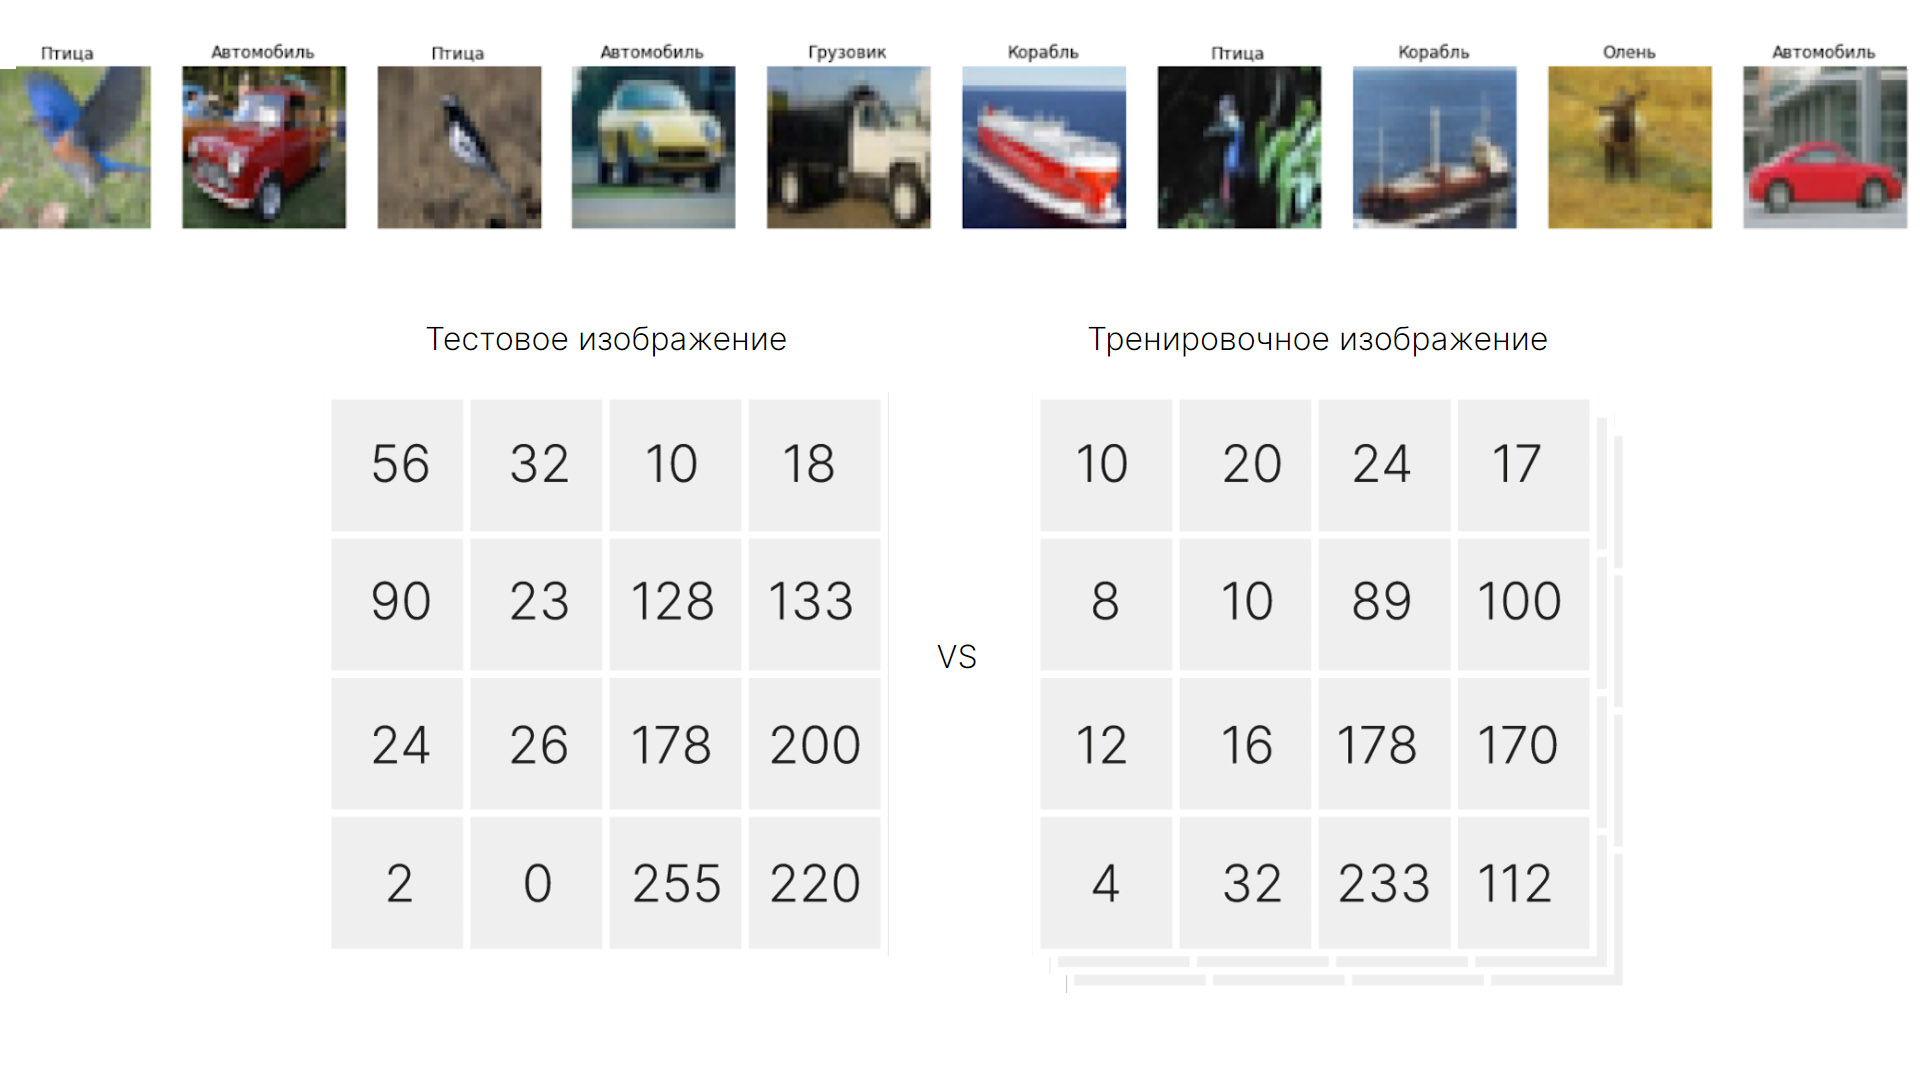 Птица Автомобиль Птица Автомобиль Грузовик Корабль Птица Корабль Олень Автомобиль
Тестовое изображение Тренировочное изображение
56 32 10 18 10 20 24 17
90 23 128 133 8 10 89 100
VS
24 26 178 200 12 16 178 170
2 0 255 220 4 32 233 112